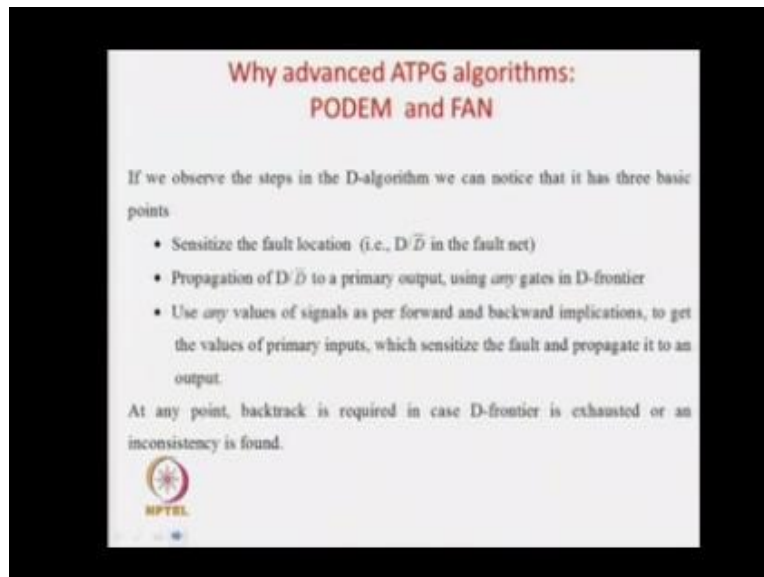 Why advanced ATPG algorithms:
PODEM and FAN
If we observe the steps in the D-algorithm we can notice that it has three basic
points
• Sensitize the fault location (i.e., D/D̅ in the fault net)
• Propagation of D/D̅ to a primary output, using any gates in D-frontier
• Use any values of signals as per forward and backward implications, to get
the values of primary inputs, which sensitize the fault and propagate it to an
output.
At any point, backtrack is required in case D-frontier is exhausted or an
inconsistency is found.
NPTEL